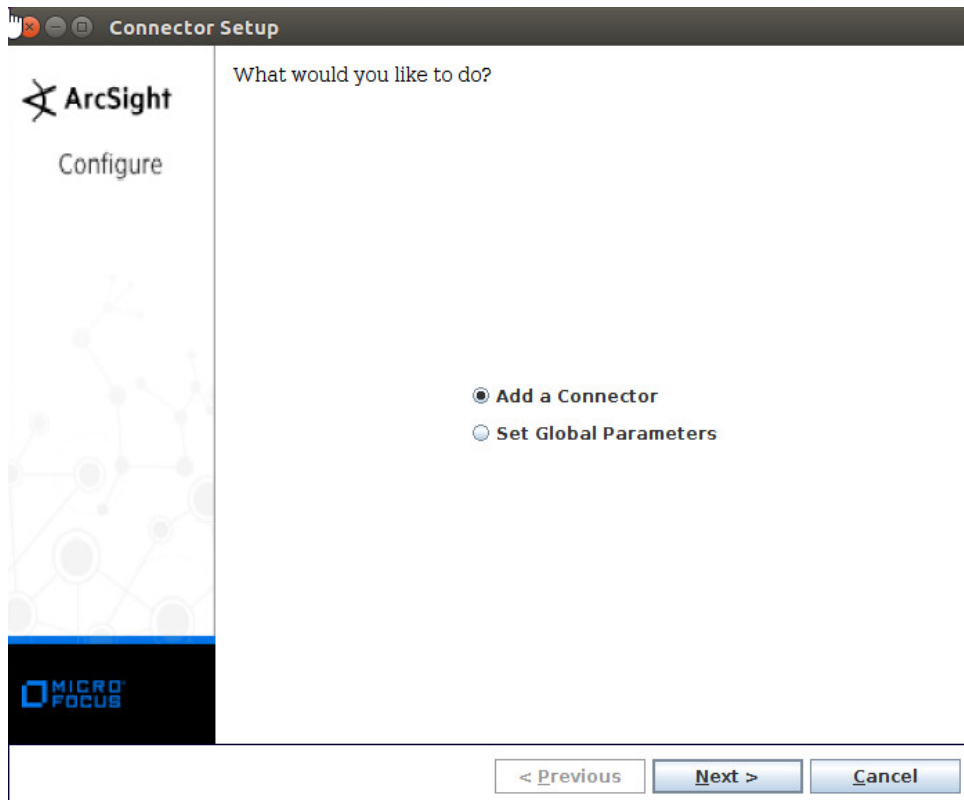 Connector Setup
ArcSight
Configure
What would you like to do?
Add a Connector
Set Global Parameters
MICRO
FOCUS
< Previous
Next >
Cancel